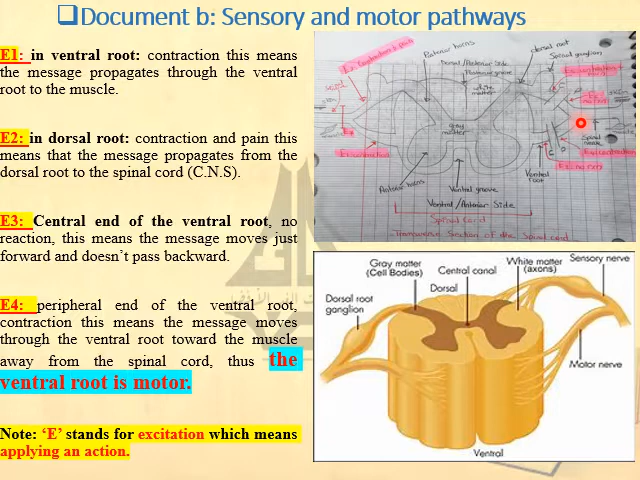 ❑Document b: Sensory and motor pathways
E1: in ventral root: contraction this means
the message propagates through the ventral
root to the muscle.
E2: in dorsal root: contraction and pain this
means that the message propagates from the
dorsal root to the spinal cord (C.N.S).
E3: Central end of the ventral root, no
reaction, this means the message moves just
forward and doesn't pass backward.
E4: peripheral end of the ventral root,
contraction this means the message moves
through the ventral root toward the muscle
away from the spinal cord, thus the
ventral root is motor.
Note: 'E' stands for excitation which means
applying an action.
Posterior horns
dorsal root
Spinal ganglion
Dorsal /
Posterior groove
white
matter
gray
matter
Spinal
nerve
Anterior horns
Ventral groove
Ventral
root
Ventral / Anterior Side
Spinal Cord
Transverse Section of the Spinal cord
Gray matter
(Cell Bodies)
Central canal
White matter
(axons)
Sensory nerve
Dorsal root
ganglion
Dorsal
Motor nerve
Ventral